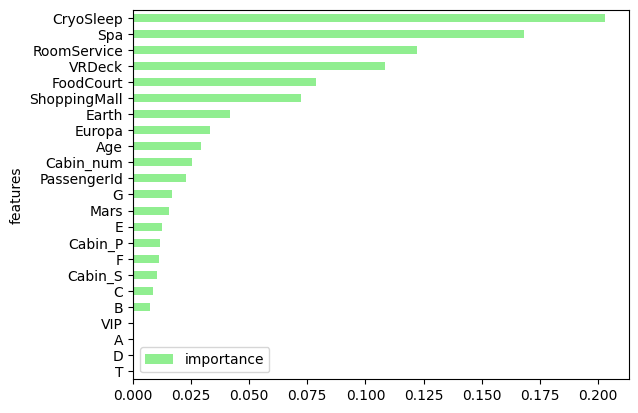 CryoSleep
Spa
RoomService
VRDeck
FoodCourt
ShoppingMall
Earth
Europa
Age
Cabin_num
PassengerId
G
Mars
E
Cabin_P
F
Cabin_S
C
B
VIP
A
D
T
features
importance
0.000 0.025 0.050 0.075 0.100 0.125 0.150 0.175 0.200